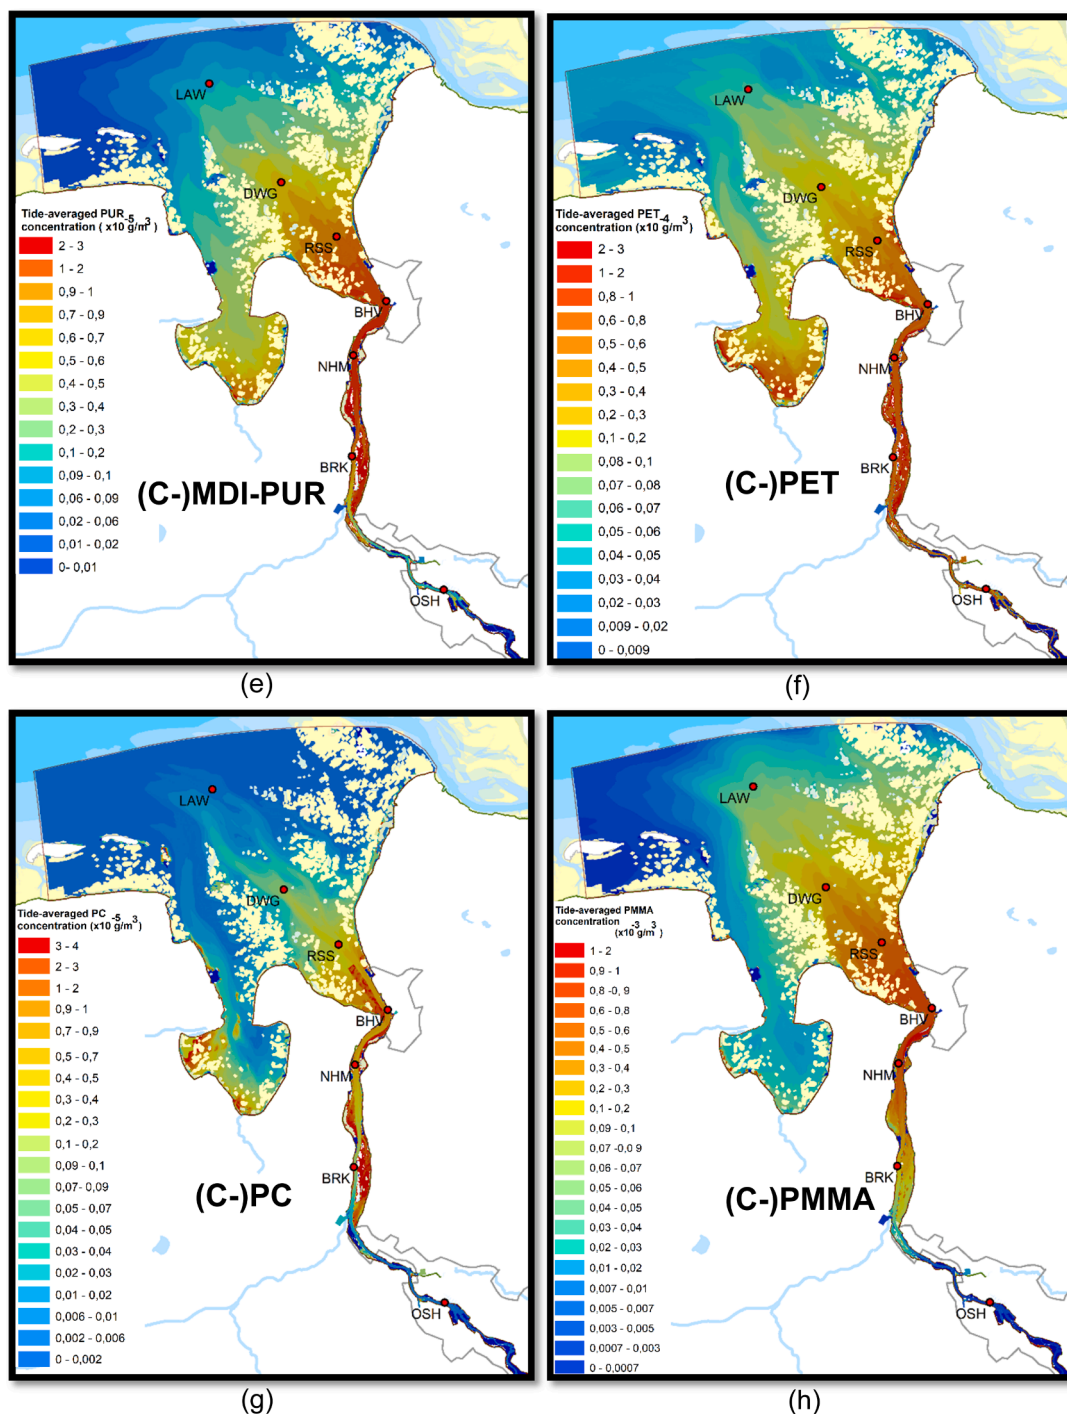 LAW
DWG
RSS
BHV
NHM
BRK
OSH
Tide-averaged PUR -5
concentration ( x10 g/m3)
2 - 3
1 - 2
0,9 - 1
0,7 - 0,9
0,6 - 0,7
0,5 - 0,6
0,4 - 0,5
0,3 - 0,4
0,2 - 0,3
0,1 - 0,2
0,09 - 0,1
0,06 - 0,09
0,02 - 0,06
0,01 - 0,02
0- 0,01
(C-)MDI-PUR
(e)
LAW
DWG
RSS
BHV
NHM
BRK
OSH
Tide-averaged PET -4
concentration (x10 g/m3)
2 - 3
1 - 2
0,8 - 1
0,6 - 0,8
0,5 - 0,6
0,4 - 0,5
0,3 - 0,4
0,2 - 0,3
0,1 - 0,2
0,08 - 0,1
0,07 - 0,08
0,06 - 0,07
0,05 - 0,06
0,04 - 0,05
0,03 - 0,04
0,02 - 0,03
0,009 - 0,02
0 - 0,009
(C-)PET
(f)
LAW
DWG
RSS
BHV
NHM
BRK
OSH
Tide-averaged PC -5
concentration (x10 g/m3)
3 - 4
2 - 3
1 - 2
0,9 - 1
0,7 - 0,9
0,5 - 0,7
0,4 - 0,5
0,3 - 0,4
0,2 - 0,3
0,1 - 0,2
0,09 - 0,1
0,07- 0,09
0,05 - 0,07
0,04 - 0,05
0,03 - 0,04
0,02 - 0,03
0,01 - 0,02
0,006 - 0,01
0,002 - 0,006
0 - 0,002
(C-)PC
(g)
LAW
DWG
RSS
BHV
NHM
BRK
OSH
Tide-averaged PMMA
concentration -3 3
(x10 g/m )
1 - 2
0,9 - 1
0,8 -0, 9
0,6 - 0,8
0,5 - 0,6
0,4 - 0,5
0,3 - 0,4
0,2 - 0,3
0,1 - 0,2
0,09 - 0,1
0,07 -0,0 9
0,06 - 0,07
0,05 - 0,06
0,04 - 0,05
0,03 - 0,04
0,02 - 0,03
0,01 - 0,02
0,007 - 0,01
0,005 - 0,007
0,003 - 0,005
0,0007 - 0,003
0 - 0,0007
(C-)PMMA
(h)